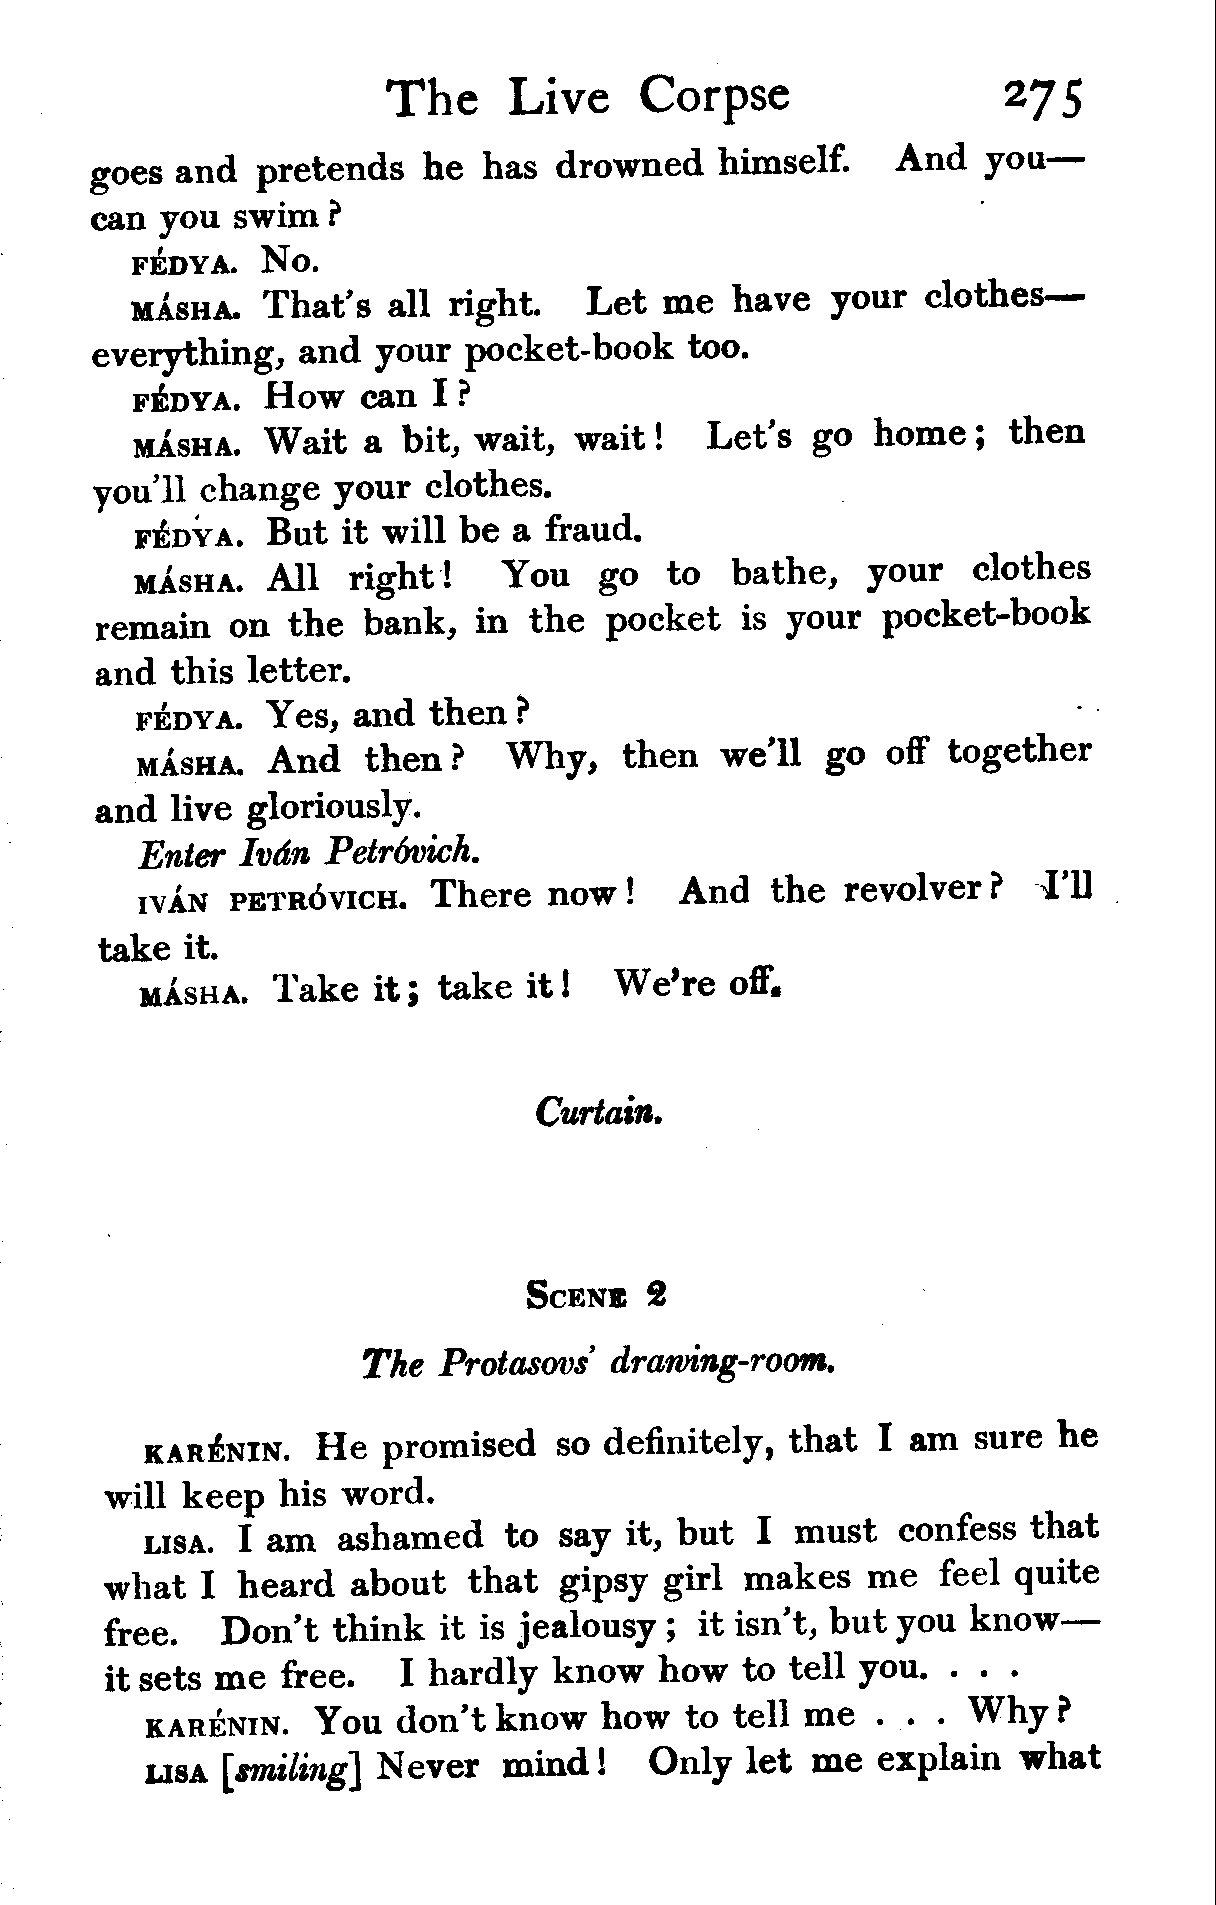 The Live Corpse 275
goes and pretends he has drowned himself. And you—
can you swim?
FÉDYA. No.
MÁSHA. That's all right. Let me have your clothes—
everything, and your pocket-book too.
FÉDYA. How can I?
MÁSHA. Wait a bit, wait, wait! Let's go home; then
you'll change your clothes.
FÉDYA. But it will be a fraud.
MÁSHA. All right! You go to bathe, your clothes
remain on the bank, in the pocket is your pocket-book
and this letter.
FÉDYA. Yes, and then?
MÁSHA. And then? Why, then we'll go off together
and live gloriously.
Enter Iván Petróvich.
IVÁN PETRÓVICH. There now! And the revolver? I'll
take it.
MÁSHA. Take it; take it! We're off.
Curtain.
SCENE 2
The Protasovs' drawing-room.
KARÉNIN. He promised so definitely, that I am sure he
will keep his word.
LISA. I am ashamed to say it, but I must confess that
what I heard about that gipsy girl makes me feel quite
free. Don't think it is jealousy; it isn't, but you know—
it sets me free. I hardly know how to tell you. . . .
KARÉNIN. You don't know how to tell me . . . Why?
LISA [smiling] Never mind! Only let me explain what